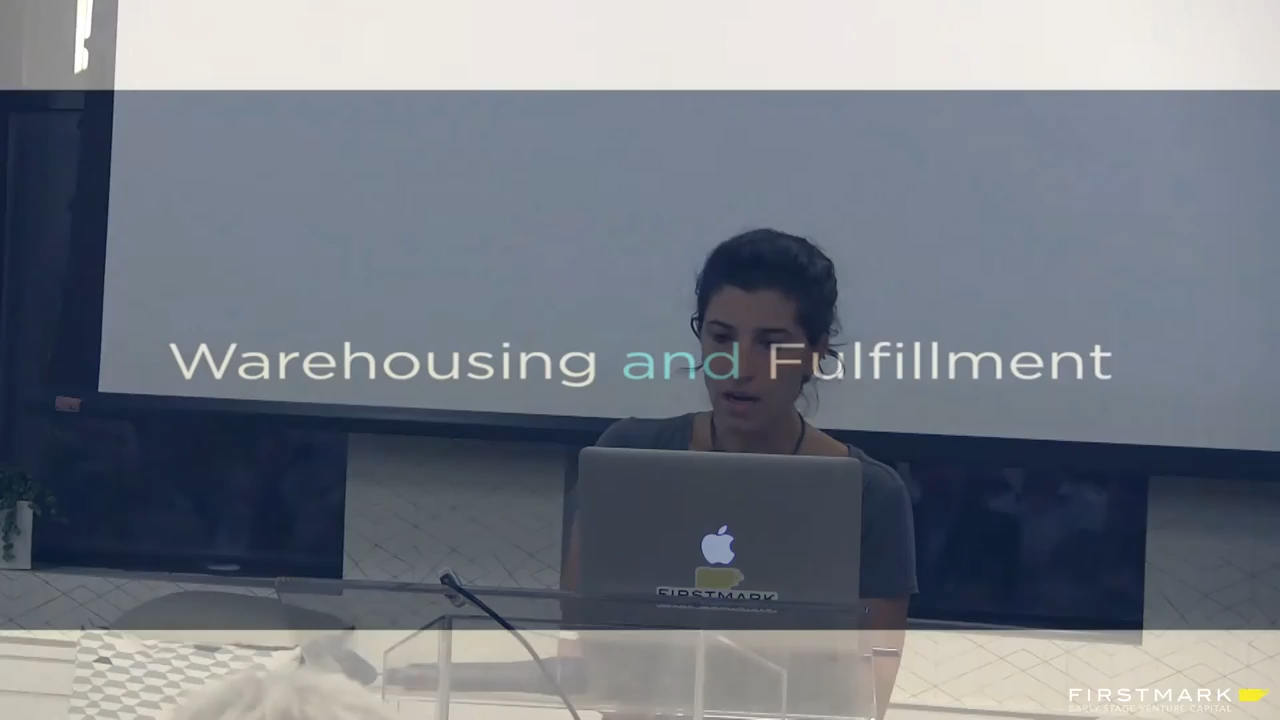 Warehousing and Fulfillment
FIRSTMARK
FIRSTMARK
EARLY STAGE VENTURE CAPITAL